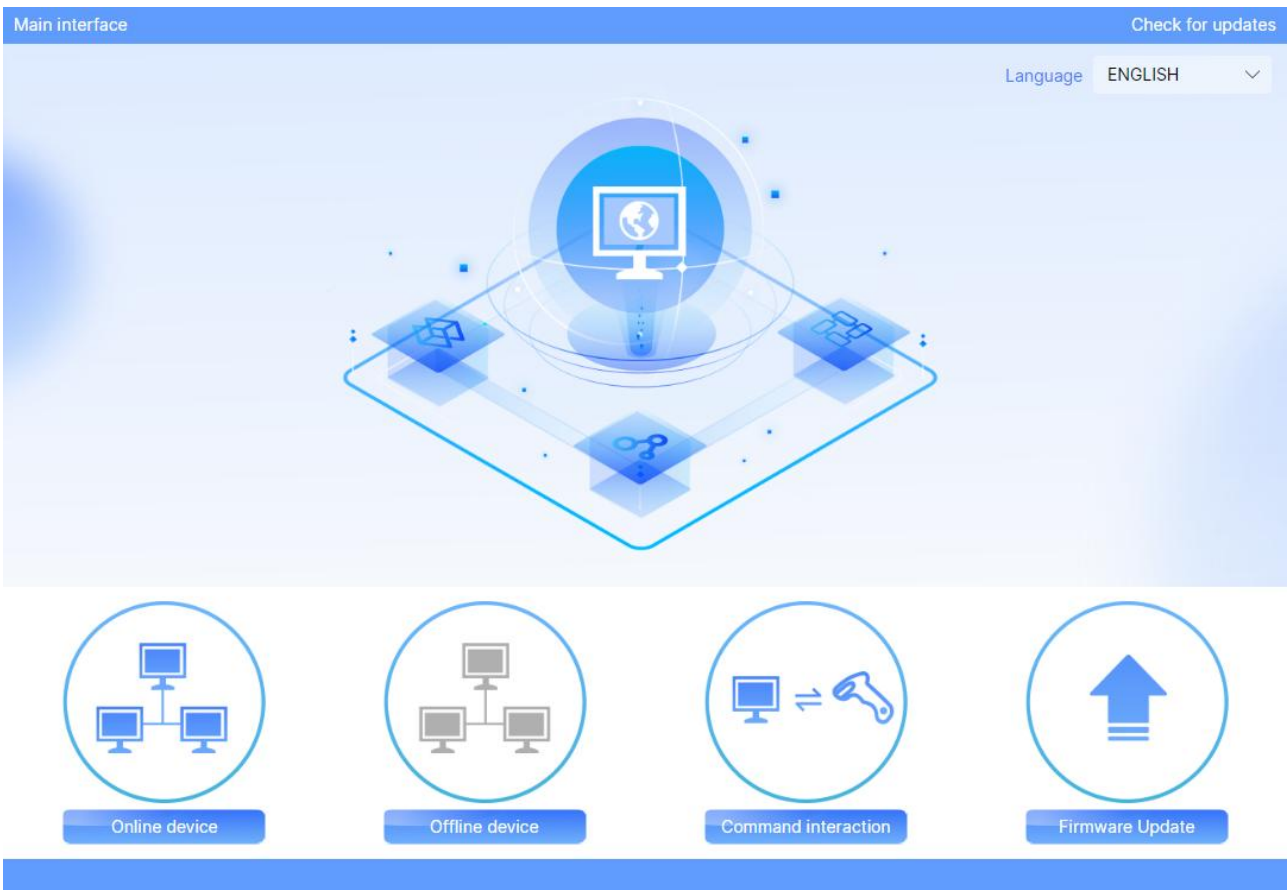 Main interface
Check for updates
Language
ENGLISH
Online device
Offline device
Command interaction
Firmware Update